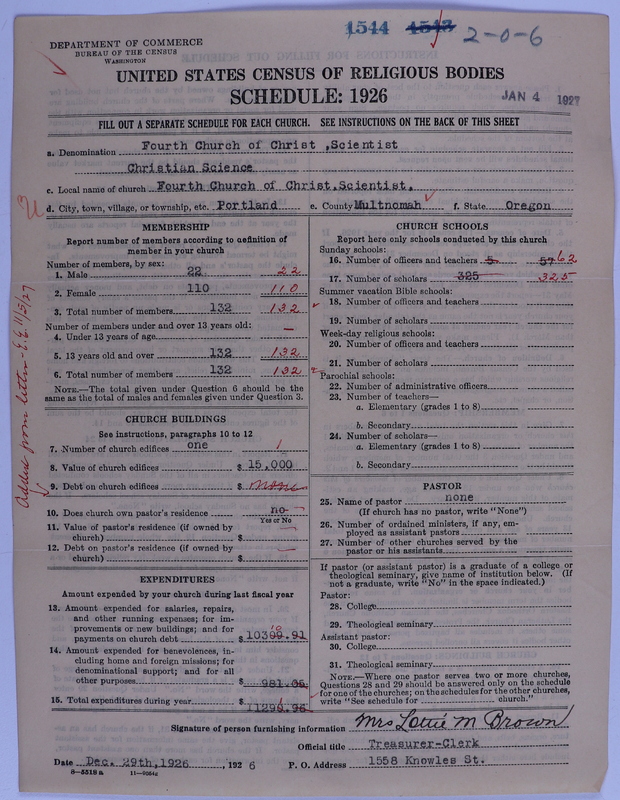 1544 4543 2-0-6
DEPARTMENT OF COMMERCE
BUREAU OF THE CENSUS
WASHINGTON
UNITED STATES CENSUS OF RELIGIOUS BODIES
SCHEDULE: 1926
JAN 4 1927
FILL OUT A SEPARATE SCHEDULE FOR EACH CHURCH. SEE INSTRUCTIONS ON THE BACK OF THIS SHEET
a. Denomination Fourth Church of Christ ,Scientist
Christian Science
c. Local name of church Fourth Church of Christ,Scientist.
d. City, town, village, or township, etc. Portland e. County Multnomah f. State Oregon
Added from letter - E.E. 11/3/27
MEMBERSHIP
Report number of members according to definition of
member in your church
Number of members, by sex:
1. Male 22 22
2. Female 110 110
3. Total number of members 132 132
Number of members under and over 13 years old:
4. Under 13 years of age —
5. 13 years old and over 132 132
6. Total number of members 132 132
NOTE.—The total given under Question 6 should be the
same as the total of males and females given under Question 3.
CHURCH BUILDINGS
See instructions, paragraphs 10 to 12
7. Number of church edifices one 1
8. Value of church edifices $ 15,000
9. Debt on church edifices $ none
10. Does church own pastor's residence? no
Yes or No
11. Value of pastor's residence (if owned by
church) $ —
12. Debt on pastor's residence (if owned by
church) $ —
EXPENDITURES
Amount expended by your church during last fiscal year
13. Amount expended for salaries, repairs,
and other running expenses; for im-
provements or new buildings; and for
payments on church debt $ 10399.91
14. Amount expended for benevolences, in-
cluding home and foreign missions; for
denominational support; and for all
other purposes $ 981.05
15. Total expenditures during year $ 11299.96
CHURCH SCHOOLS
Report here only schools conducted by this church
Sunday schools:
16. Number of officers and teachers 5 57 62
17. Number of scholars 325 325
Summer vacation Bible schools:
18. Number of officers and teachers
19. Number of scholars
Week-day religious schools:
20. Number of officers and teachers
21. Number of scholars
Parochial schools:
22. Number of administrative officers
23. Number of teachers—
a. Elementary (grades 1 to 8)
b. Secondary
24. Number of scholars—
a. Elementary (grades 1 to 8)
b. Secondary
PASTOR
25. Name of pastor none
(If church has no pastor, write "None")
26. Number of ordained ministers, if any, em-
ployed as assistant pastors
27. Number of other churches served by the
pastor or his assistants
If pastor (or assistant pastor) is a graduate of a college or
theological seminary, give name of institution below. (If
not a graduate, write "No" in the space indicated.)
Pastor:
28. College
29. Theological seminary
Assistant pastor:
30. College
31. Theological seminary
NOTE.—Where one pastor serves two or more churches,
Questions 28 and 29 should be answered only on the schedule
for one of the churches; on the schedules for the other churches,
write "See schedule for church."
Signature of person furnishing information Mrs Lottie M Brown
Official title Treasurer-Clerk
Date Dec. 29th,1926 , 192 6 P. O. Address 1558 Knowles St.
8—5518a 11—9054c